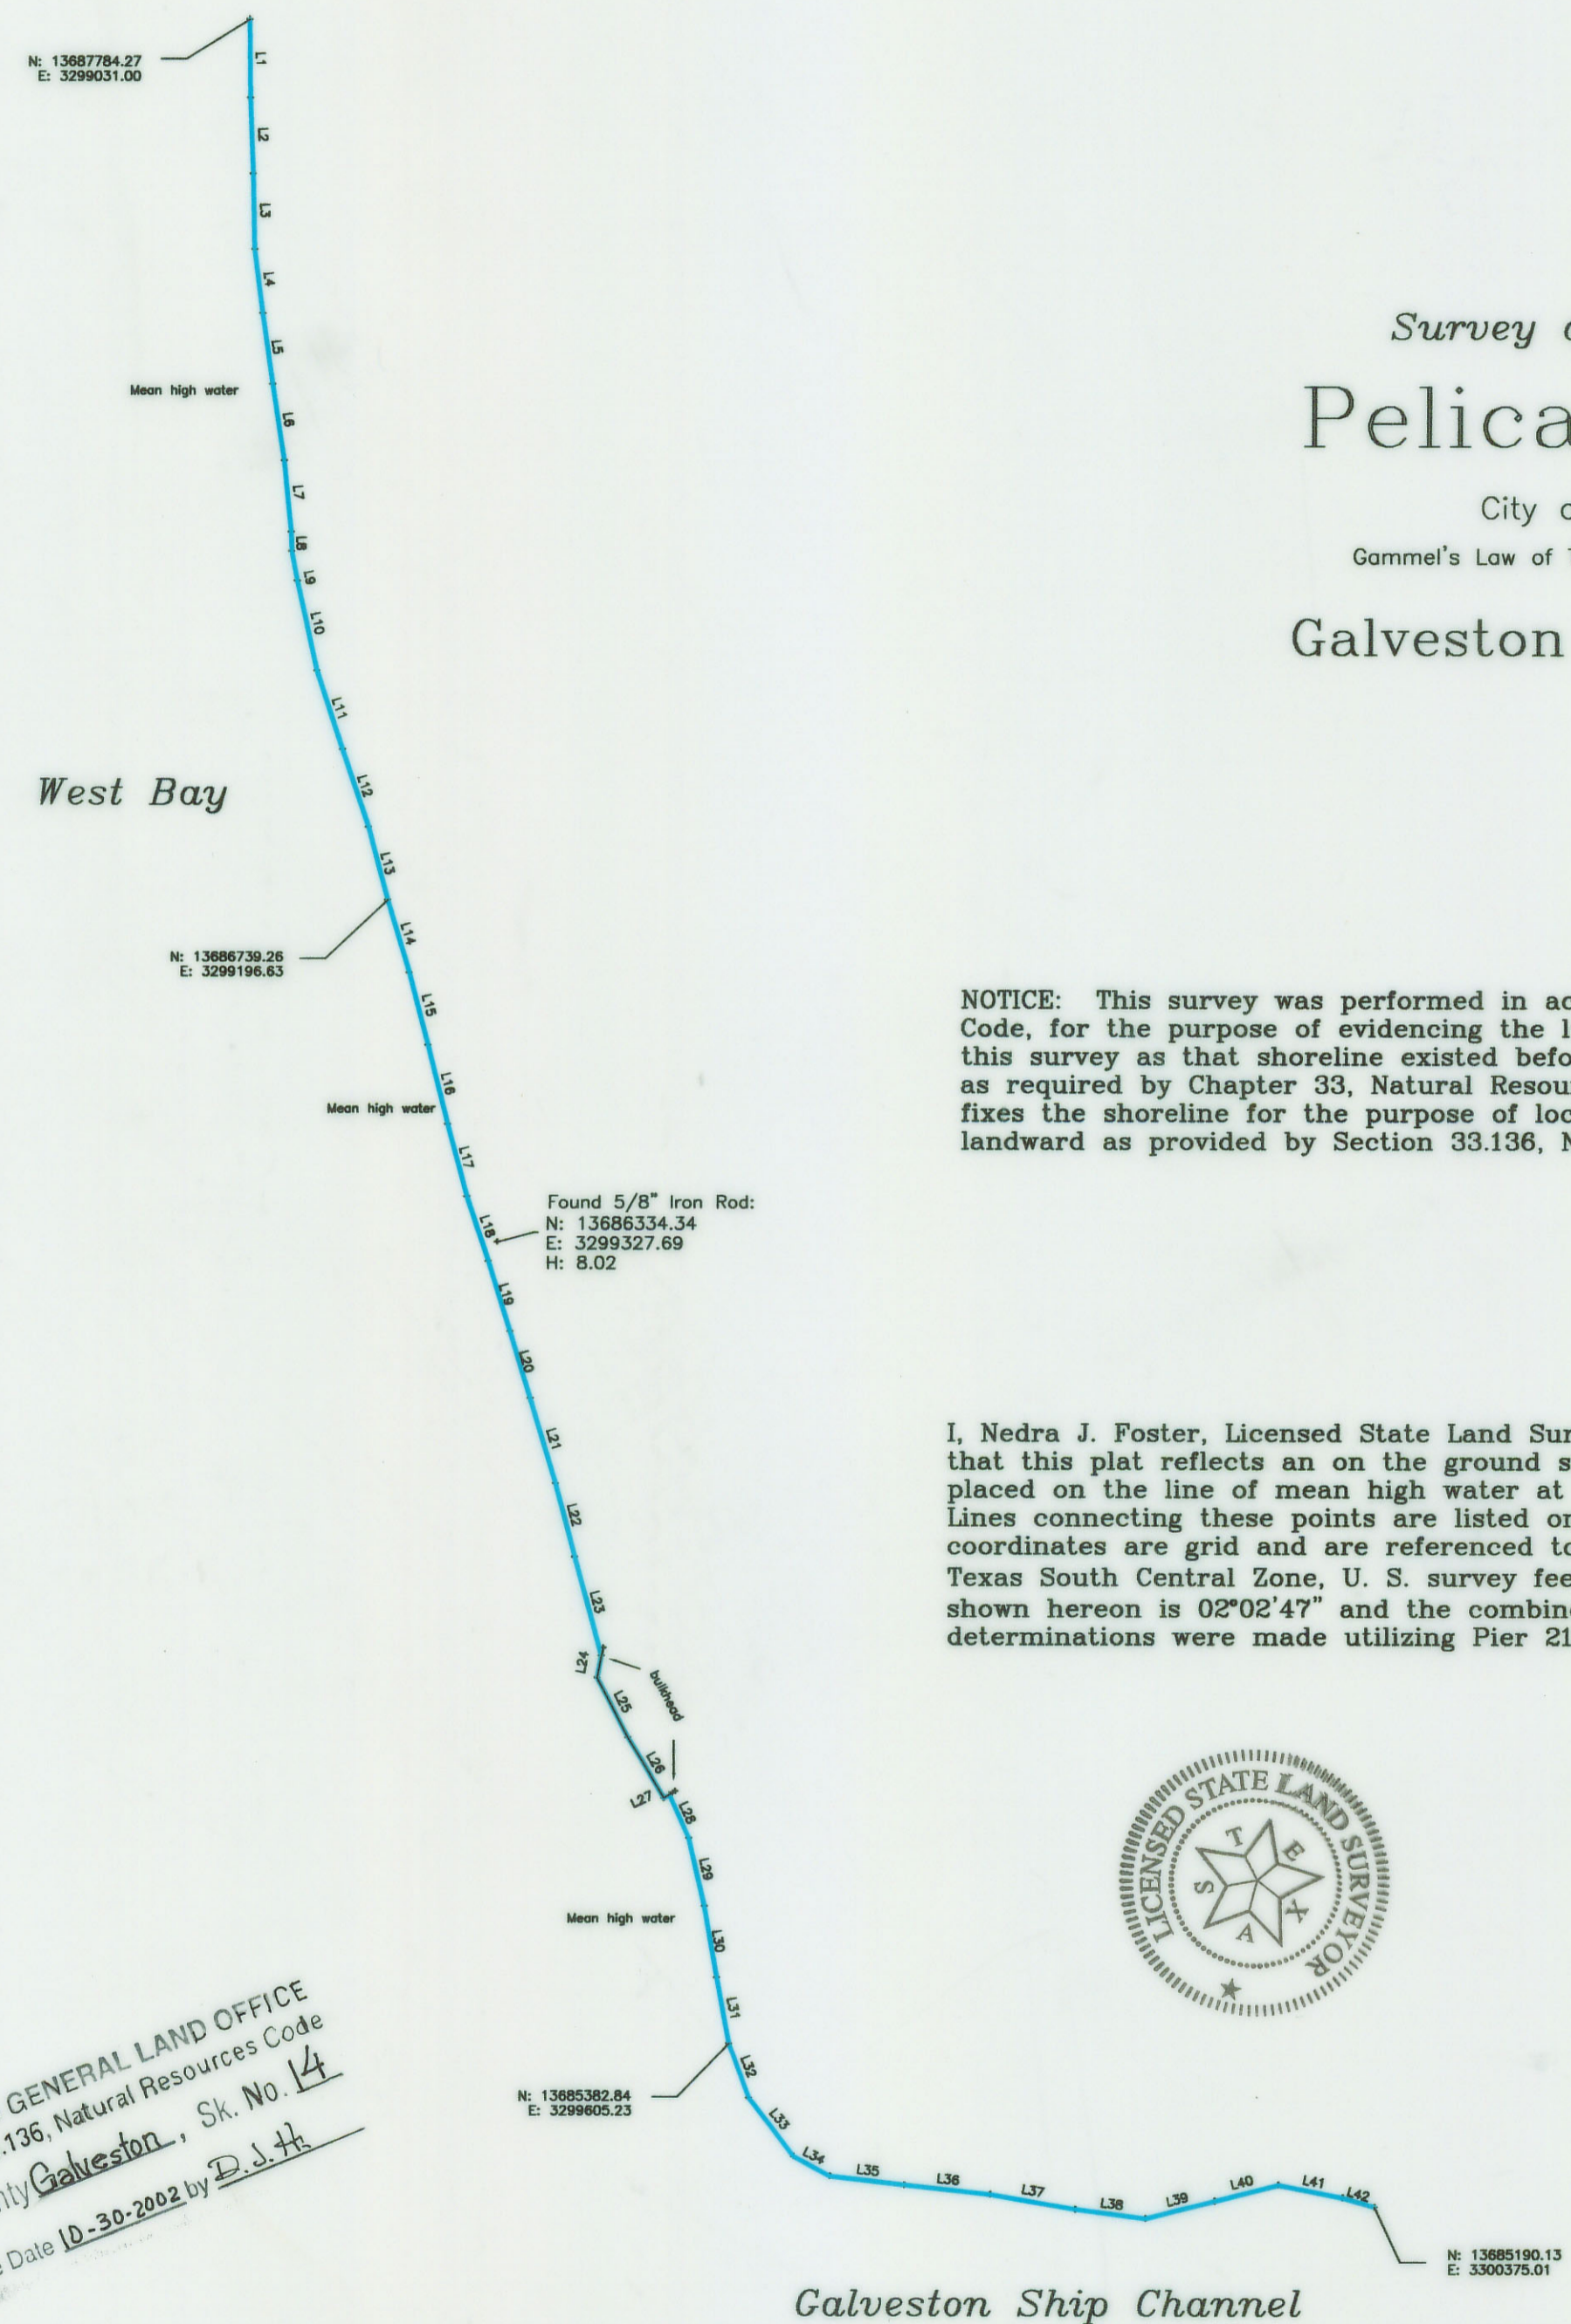 N: 13687784.27
E: 3299031.00
L1
L2
L3
L4
L5
Mean high water
L6
L7
L8
L9
L10
L11
L12
L13
L14
L15
L16
L17
L18
L19
L20
L21
L22
L23
L24
L25
L26
L27
L28
L29
L30
L31
L32
L33
L34
L35
L36
L37
L38
L39
L40
L41
L42
West Bay
N: 13686739.26
E: 3299196.63
Mean high water
Found 5/8" Iron Rod:
N: 13686334.34
E: 3299327.69
H: 8.02
bulkhead
Mean high water
N: 13685382.84
E: 3299605.23
N: 13685190.13
E: 3300375.01
Galveston Ship Channel
Survey
Pelica
City
Gammel's Law of
Galveston
NOTICE: This survey was performed in ac
Code, for the purpose of evidencing the l
this survey as that shoreline existed befo
as required by Chapter 33, Natural Resou
fixes the shoreline for the purpose of loc
landward as provided by Section 33.136, N
I, Nedra J. Foster, Licensed State Land Sur
that this plat reflects an on the ground s
placed on the line of mean high water at
Lines connecting these points are listed on
coordinates are grid and are referenced to
Texas South Central Zone, U. S. survey fee
shown hereon is 02°02'47" and the combin
determinations were made utilizing Pier 21
LICENSED STATE LAND SURVEYOR
TEXAS
GENERAL LAND OFFICE
.136, Natural Resources Code
nty Galveston, Sk. No. 14
Date 10-30-2002 by D.J.H.